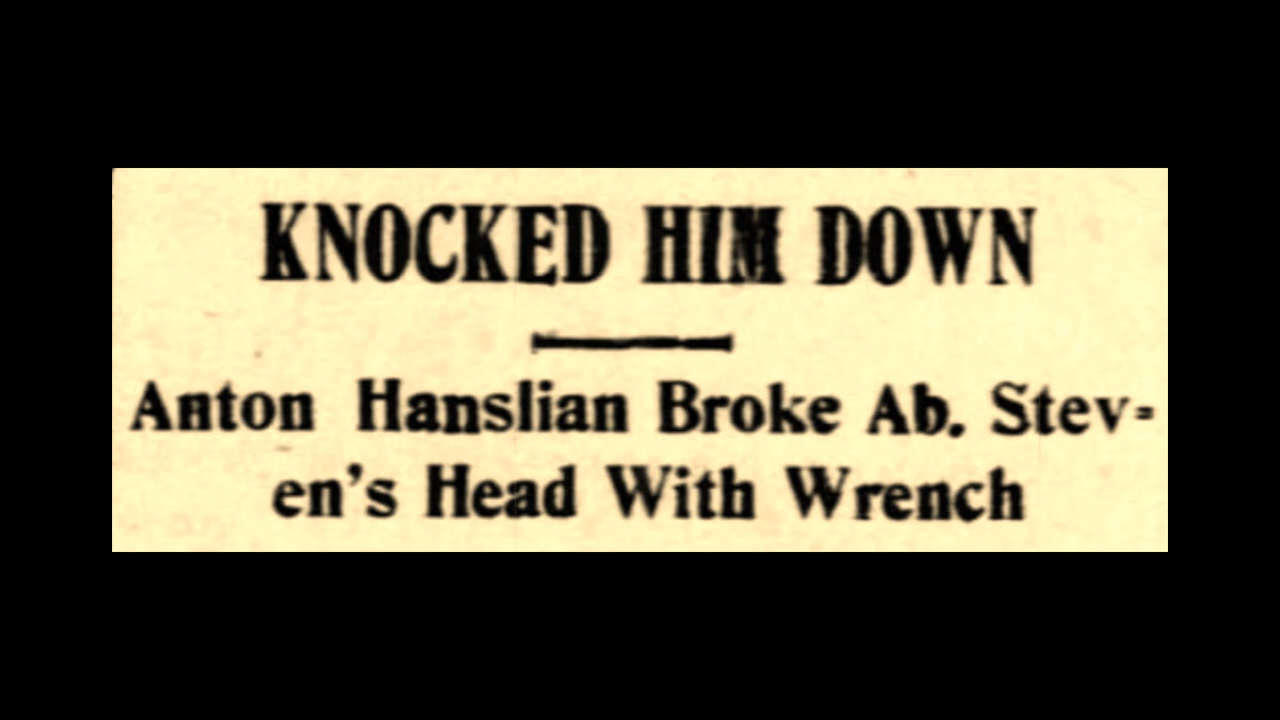 KNOCKED HIM DOWN
Anton Hanslian Broke Ab. Stev-
en's Head With Wrench